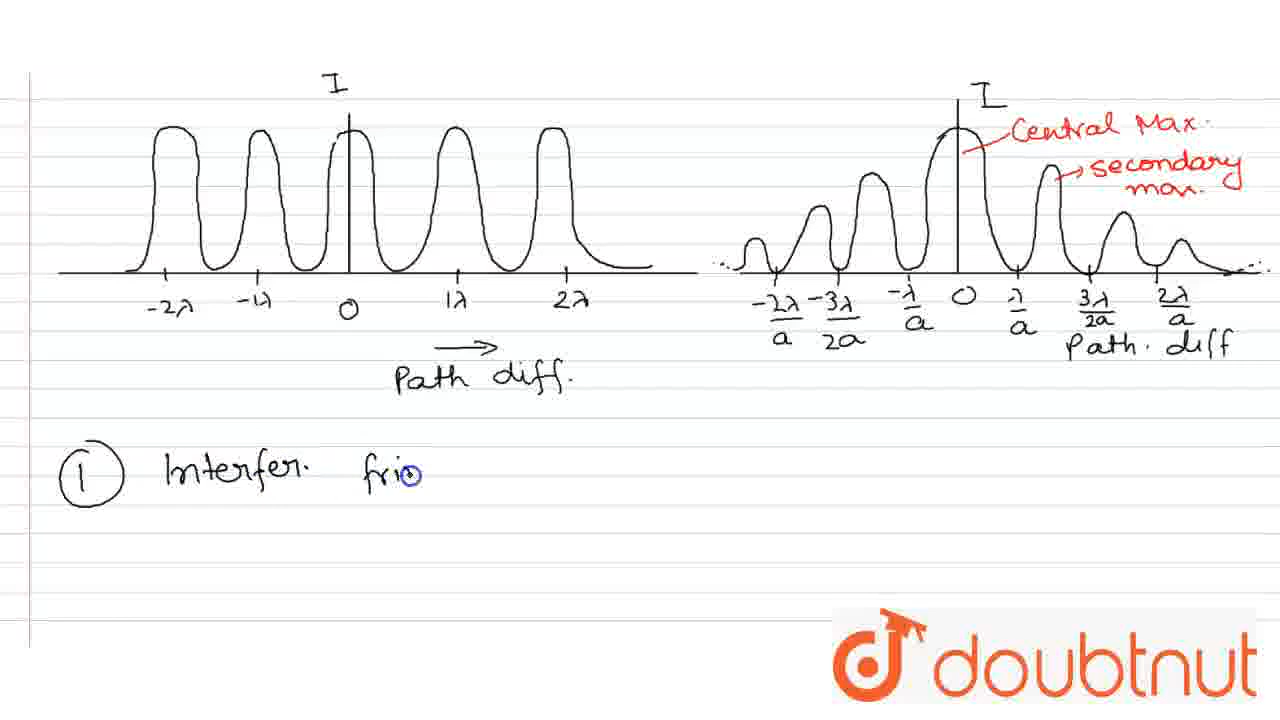 I
-2λ -1λ 0 1λ 2λ
Path diff.
I
Central Max.
secondary
max.
-2λ/a -3λ/2a -λ/a 0 λ/a 3λ/2a 2λ/a
Path. diff
1 Interfer. fri
doubtnut